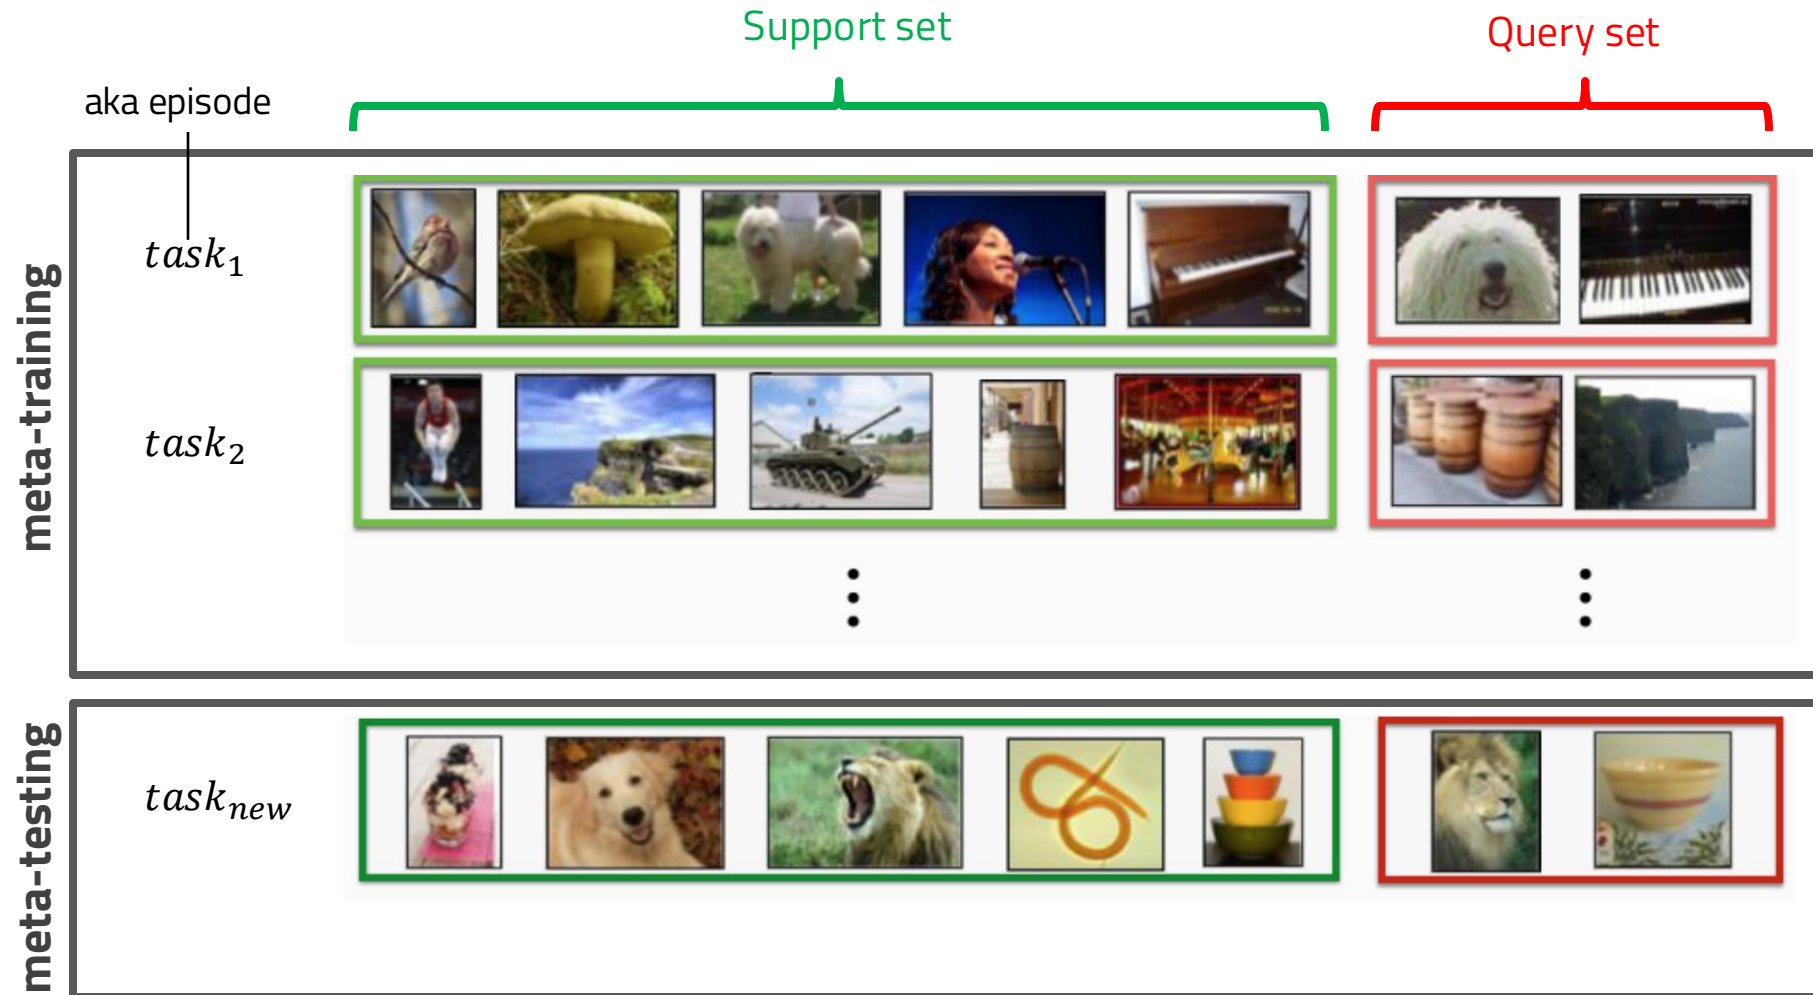 Support set
Query set
aka episode
meta-training
task₁
task₂
meta-testing
taskₙₑw